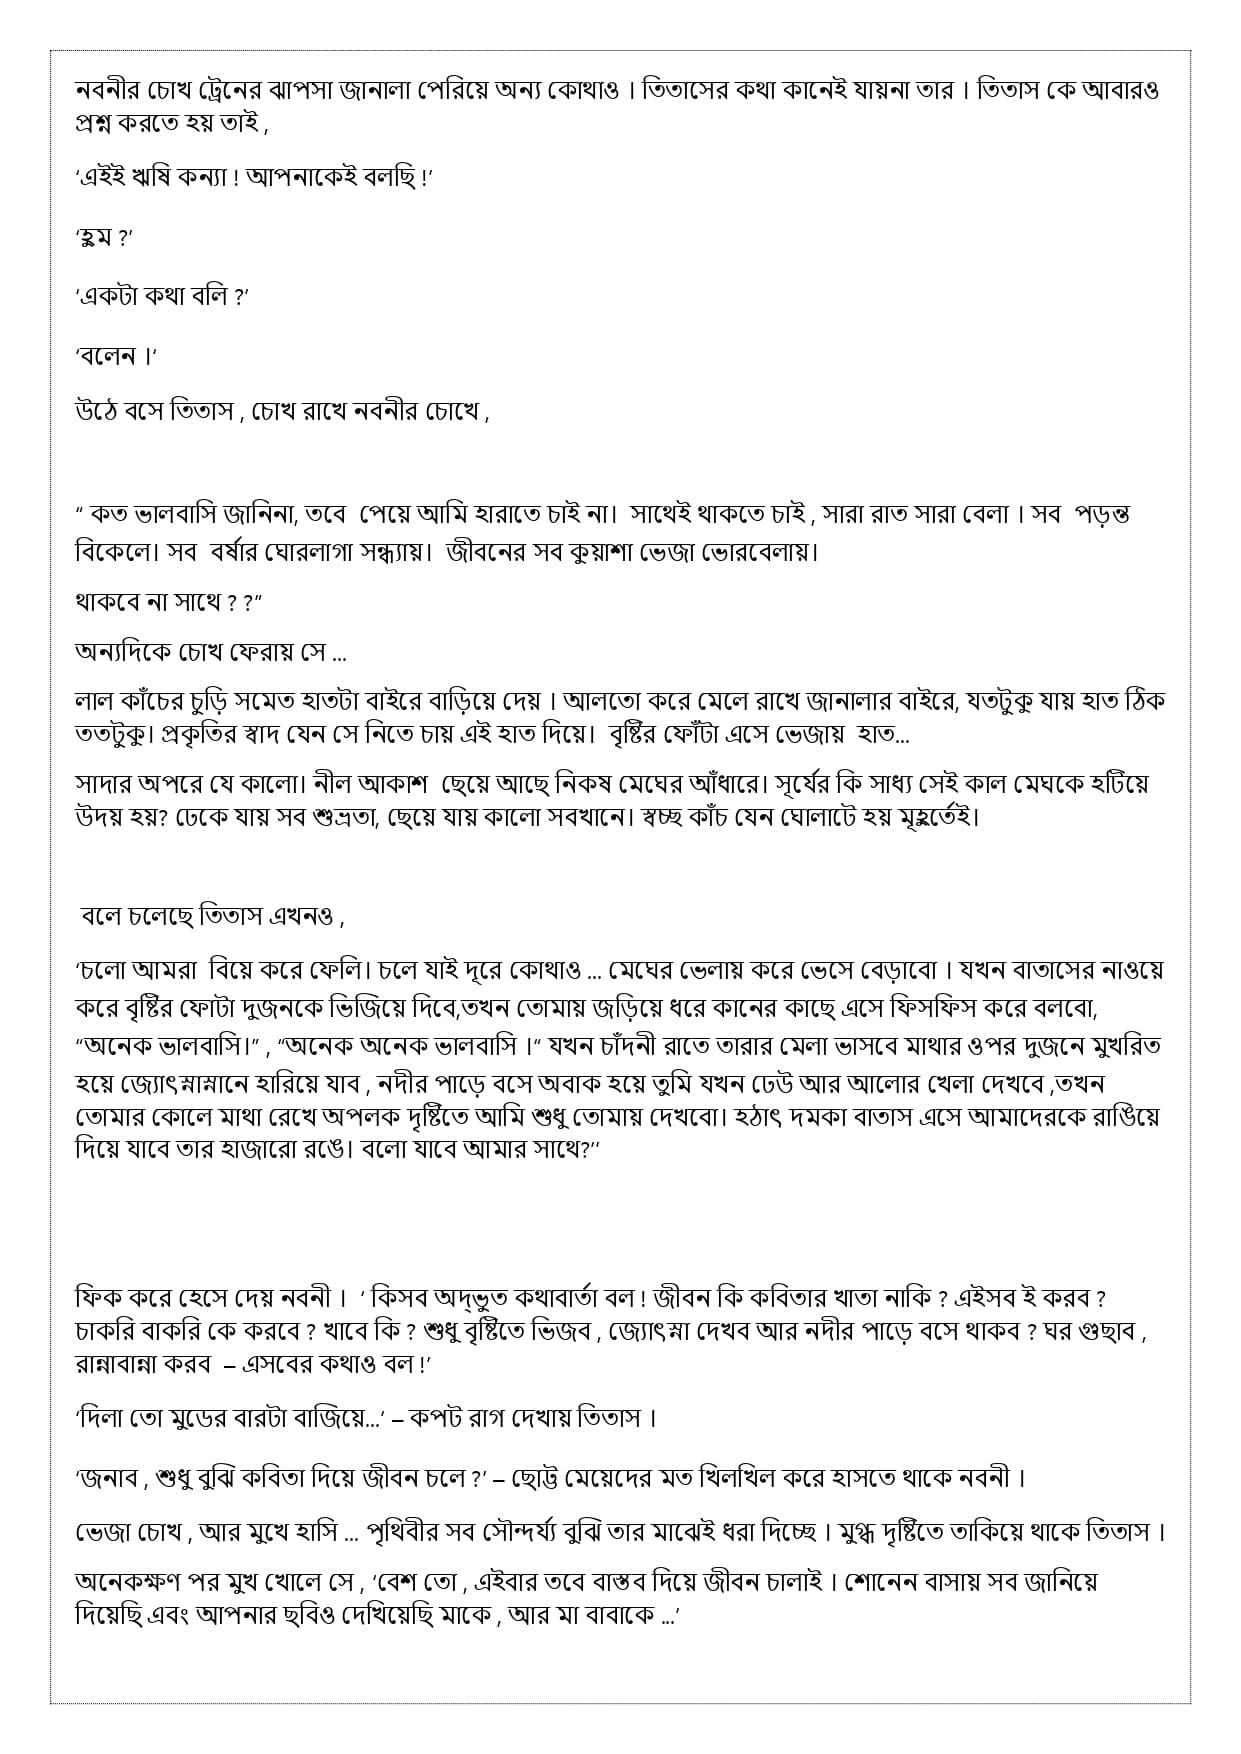 নবনীর চোখ ট্রেনের ঝাপসা জানালা পেরিয়ে অন্য কোথাও । তিতাসের কথা কানেই যায়না তার । তিতাস কে আবারও
প্রশ্ন করতে হয় তাই ,
‘এইই ঋষি কন্যা ! আপনাকেই বলছি !’
‘হুম ?’
‘একটা কথা বলি ?’
‘বলেন ।‘
উঠে বসে তিতাস , চোখ রাখে নবনীর চোখে ,
“ কত ভালবাসি জানিনা, তবে পেয়ে আমি হারাতে চাই না। সাথেই থাকতে চাই , সারা রাত সারা বেলা । সব পড়ন্ত
বিকেলে। সব বর্ষার ঘোরলাগা সন্ধ্যায়। জীবনের সব কুয়াশা ভেজা ভোরবেলায়।
থাকবে না সাথে ? ?”
অন্যদিকে চোখ ফেরায় সে ...
লাল কাঁচের চুড়ি সমেত হাতটা বাইরে বাড়িয়ে দেয় । আলতো করে মেলে রাখে জানালার বাইরে, যতটুকু যায় হাত ঠিক
ততটুকু। প্রকৃতির স্বাদ যেন সে নিতে চায় এই হাত দিয়ে। বৃষ্টির ফোঁটা এসে ভেজায় হাত...
সাদার অপরে যে কালো। নীল আকাশ ছেয়ে আছে নিকষ মেঘের আঁধারে। সূর্যের কি সাধ্য সেই কাল মেঘকে হটিয়ে
উদয় হয়? ঢেকে যায় সব শুভ্রতা, ছেয়ে যায় কালো সবখানে। স্বচ্ছ কাঁচ যেন ঘোলাটে হয় মূহুর্তেই।
বলে চলেছে তিতাস এখনও ,
‘চলো আমরা বিয়ে করে ফেলি। চলে যাই দূরে কোথাও ... মেঘের ভেলায় করে ভেসে বেড়াবো । যখন বাতাসের নাওয়ে
করে বৃষ্টির ফোটা দুজনকে ভিজিয়ে দিবে,তখন তোমায় জড়িয়ে ধরে কানের কাছে এসে ফিসফিস করে বলবো,
“অনেক ভালবাসি।” , “অনেক অনেক ভালবাসি ।“ যখন চাঁদনী রাতে তারার মেলা ভাসবে মাথার ওপর দুজনে মুখরিত
হয়ে জ্যোৎস্নাস্নানে হারিয়ে যাব , নদীর পাড়ে বসে অবাক হয়ে তুমি যখন ঢেউ আর আলোর খেলা দেখবে ,তখন
তোমার কোলে মাথা রেখে অপলক দৃষ্টিতে আমি শুধু তোমায় দেখবো। হঠাৎ দমকা বাতাস এসে আমাদেরকে রাঙিয়ে
দিয়ে যাবে তার হাজারো রঙে। বলো যাবে আমার সাথে?’’
ফিক করে হেসে দেয় নবনী । ’ কিসব অদ্ভুত কথাবার্তা বল ! জীবন কি কবিতার খাতা নাকি ? এইসব ই করব ?
চাকরি বাকরি কে করবে ? খাবে কি ? শুধু বৃষ্টিতে ভিজব , জ্যোৎস্না দেখব আর নদীর পাড়ে বসে থাকব ? ঘর গুছাব ,
রান্নাবান্না করব – এসবের কথাও বল !’
‘দিলা তো মুডের বারটা বাজিয়ে...’ – কপট রাগ দেখায় তিতাস ।
‘জনাব , শুধু বুঝি কবিতা দিয়ে জীবন চলে ?’ – ছোট্ট মেয়েদের মত খিলখিল করে হাসতে থাকে নবনী ।
ভেজা চোখ , আর মুখে হাসি ... পৃথিবীর সব সৌন্দর্য্য বুঝি তার মাঝেই ধরা দিচ্ছে । মুগ্ধ দৃষ্টিতে তাকিয়ে থাকে তিতাস ।
অনেকক্ষণ পর মুখ খোলে সে , ‘বেশ তো , এইবার তবে বাস্তব দিয়ে জীবন চালাই । শোনেন বাসায় সব জানিয়ে
দিয়েছি এবং আপনার ছবিও দেখিয়েছি মাকে , আর মা বাবাকে ...’